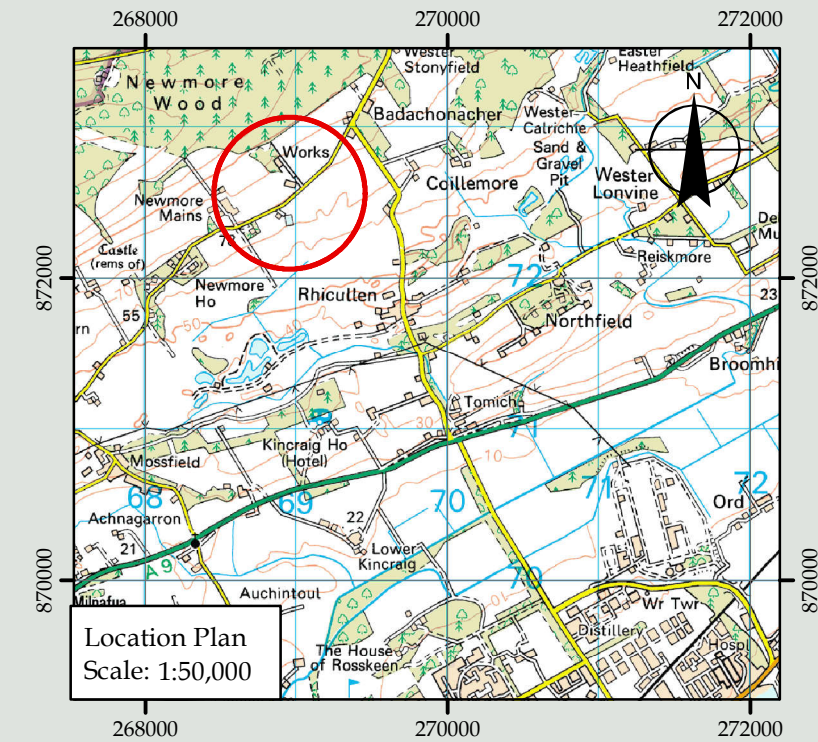 268000 270000 272000
Newmore
Wood
Wester
Stonyfield
Easter
Heathfield
N
Badachonacher
Wester
Calrichie
Sand &
Gravel
Pit
Works
Coillemore
Wester
Lonvine
Newmore
Mains
78
Castle
(rems of)
Reiskmore
872000
72
872000
Newmore
Ho
Rhicullen
55
50
Northfield
23
Broomhi
Tomich
71
30
10
Kincraig Ho
(Hotel)
Mossfield
68 69 70 71 72
Achnagarron
22
Ord
21
A 9
Lower
Kincraig
870000
70
870000
Auchintoul
10
Milnafua
Wr Twr
Distillery
Hospl
The House
of Rosskeen
Location Plan
Scale: 1:50,000
268000 270000 272000